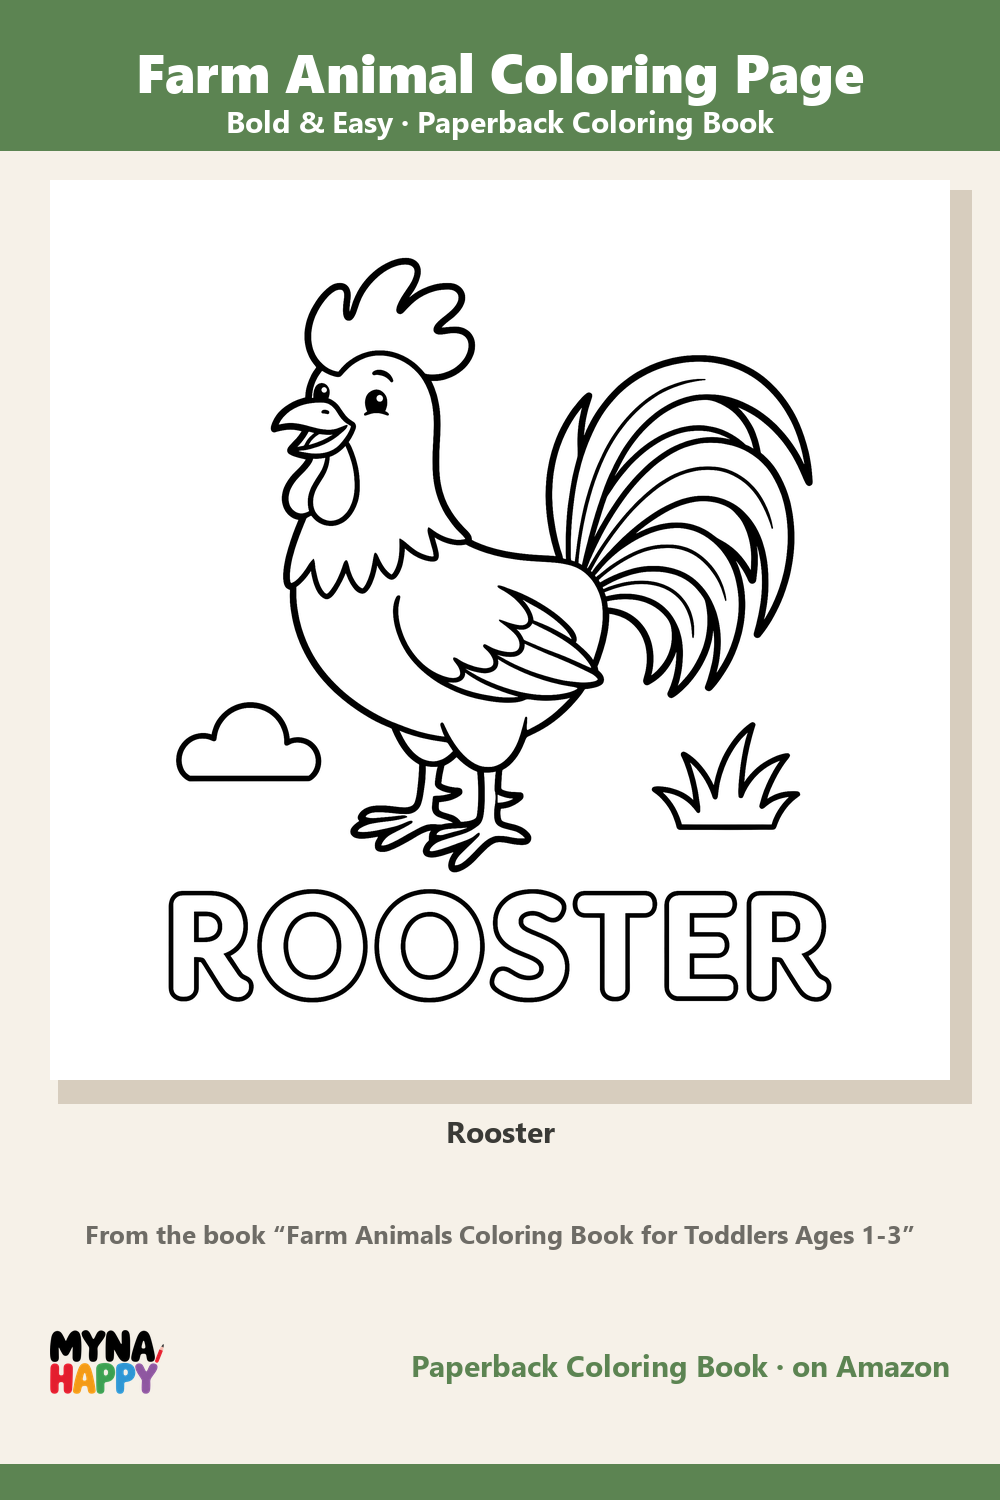 Farm Animal Coloring Page
Bold & Easy · Paperback Coloring Book
ROOSTER
Rooster
From the book “Farm Animals Coloring Book for Toddlers Ages 1-3”
MYNA
HAPPY
Paperback Coloring Book · on Amazon